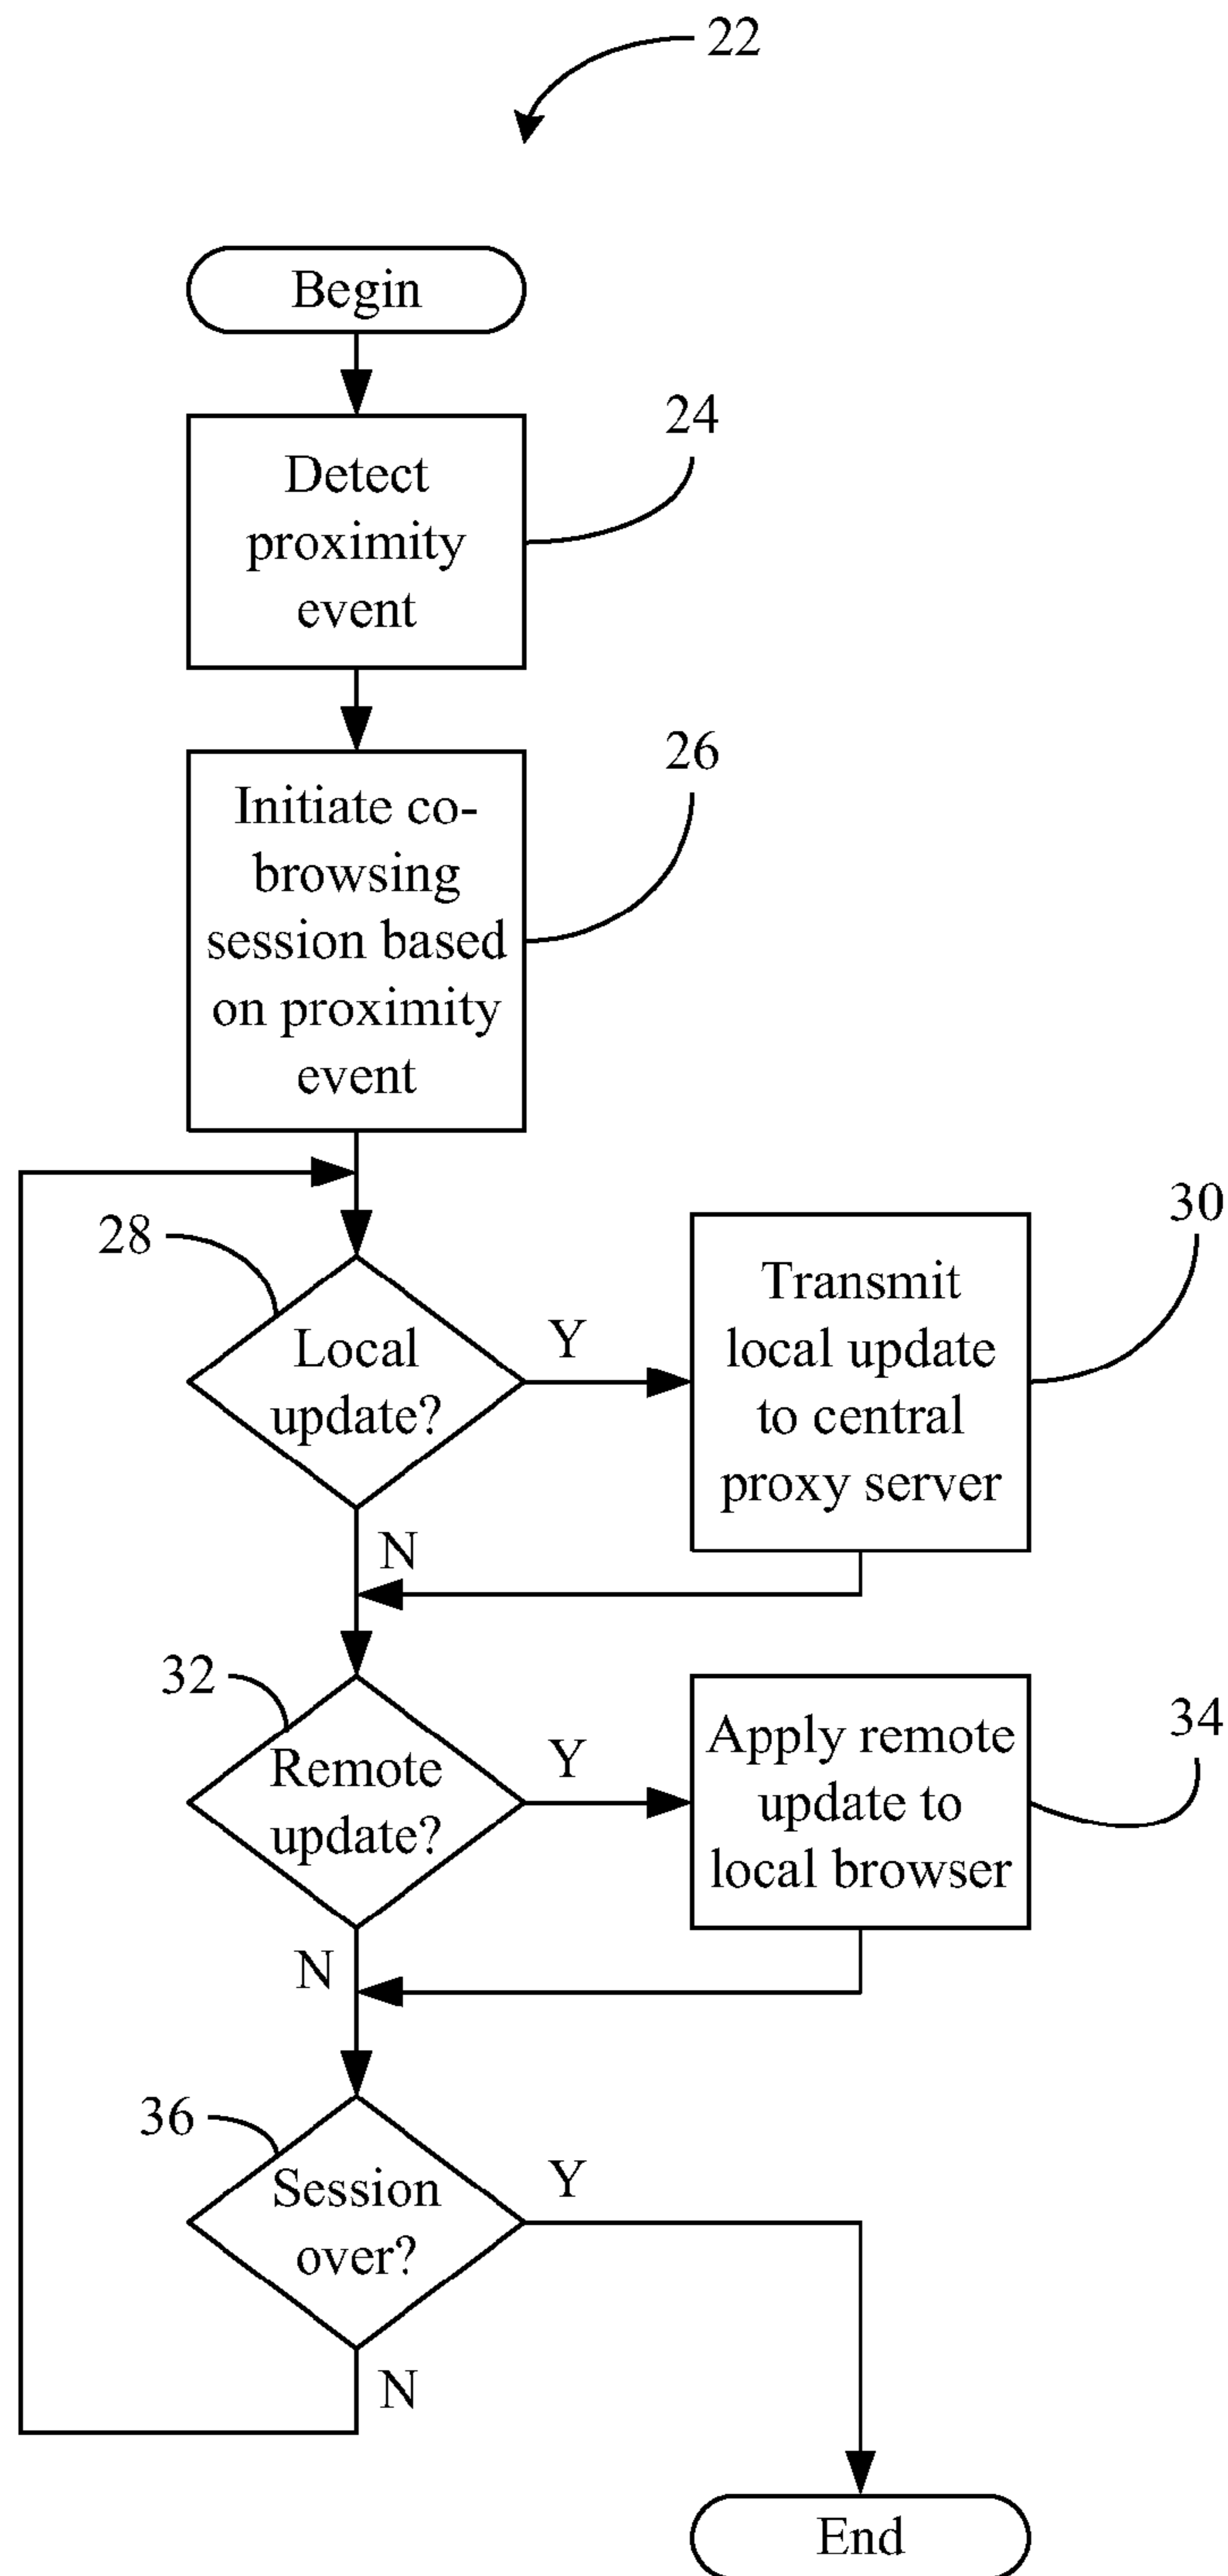 22
Begin
24
Detect
proximity
event
26
Initiate co-
browsing
session based
on proximity
event
28
Local
update?
Y
30
Transmit
local update
to central
proxy server
N
32
Remote
update?
Y
34
Apply remote
update to
local browser
N
36
Session
over?
Y
N
End